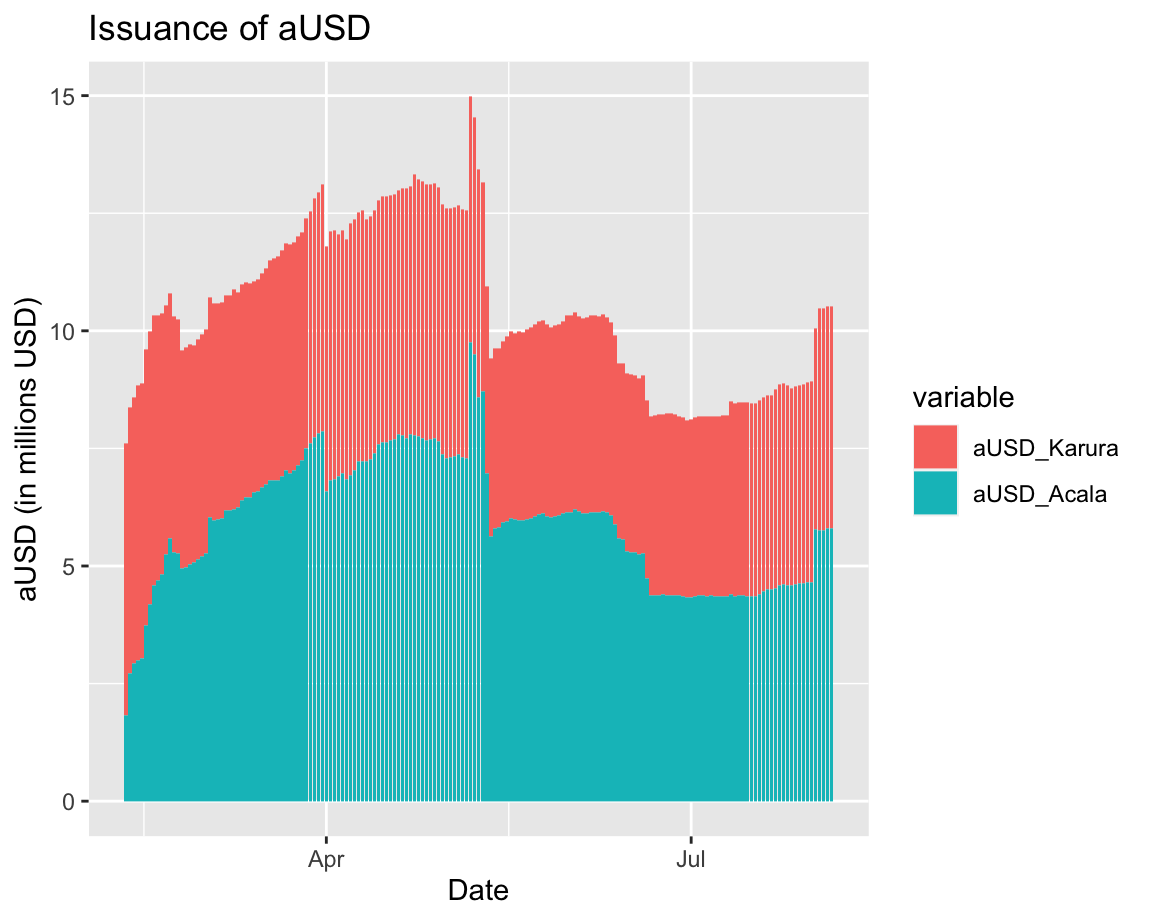 Issuance of aUSD
15
10
5
0
aUSD (in millions USD)
Apr
Jul
Date
variable
aUSD_Karura
aUSD_Acala